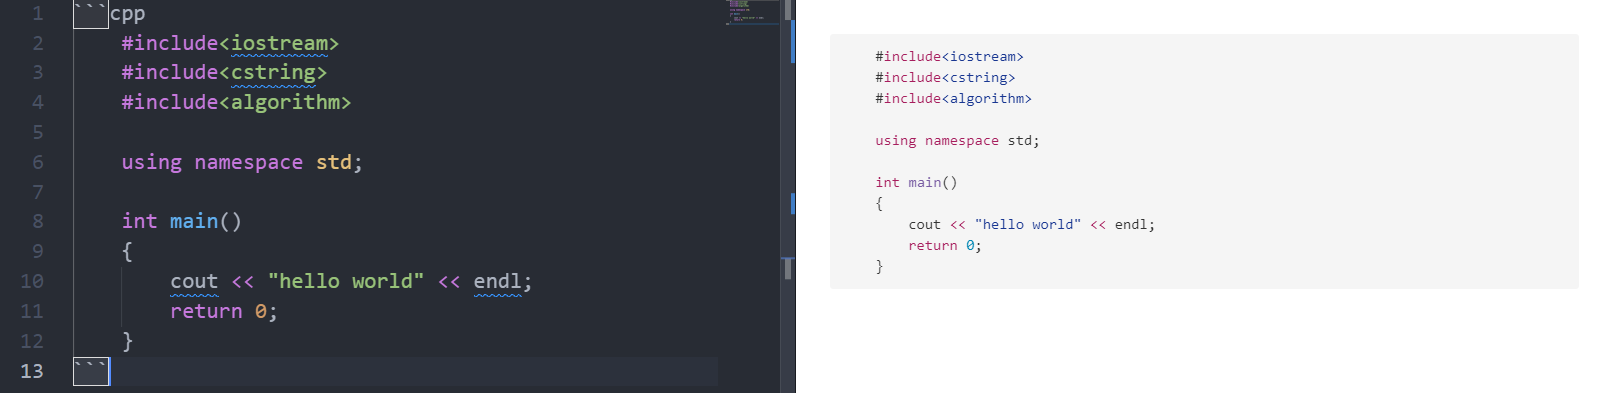 1 ```cpp
2     #include<iostream>
3     #include<cstring>
4     #include<algorithm>
5
6     using namespace std;
7
8     int main()
9     {
10         cout << "hello world" << endl;
11         return 0;
12     }
13 ```
#include<iostream>
#include<cstring>
#include<algorithm>

using namespace std;

int main()
{
    cout << "hello world" << endl;
    return 0;
}